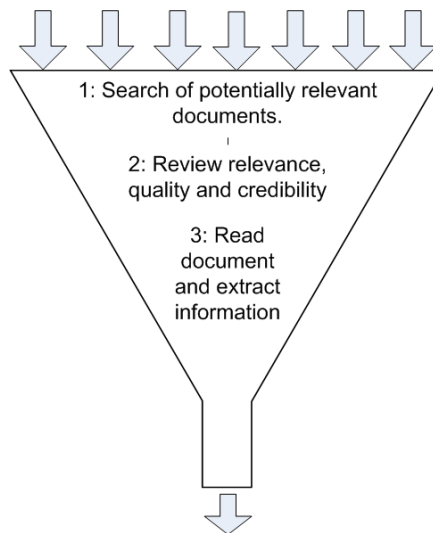 1: Search of potentially relevant
documents.
2: Review relevance,
quality and credibility
3: Read
document
and extract
information